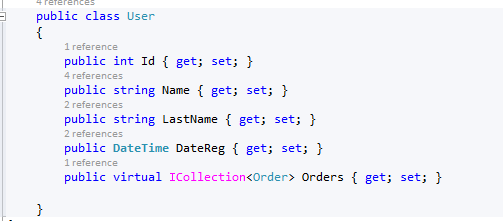 4 references
public class User
{
1 reference
public int Id { get; set; }
4 references
public string Name { get; set; }
2 references
public string LastName { get; set; }
2 references
public DateTime DateReg { get; set; }
1 reference
public virtual ICollection<Order> Orders { get; set; }
}